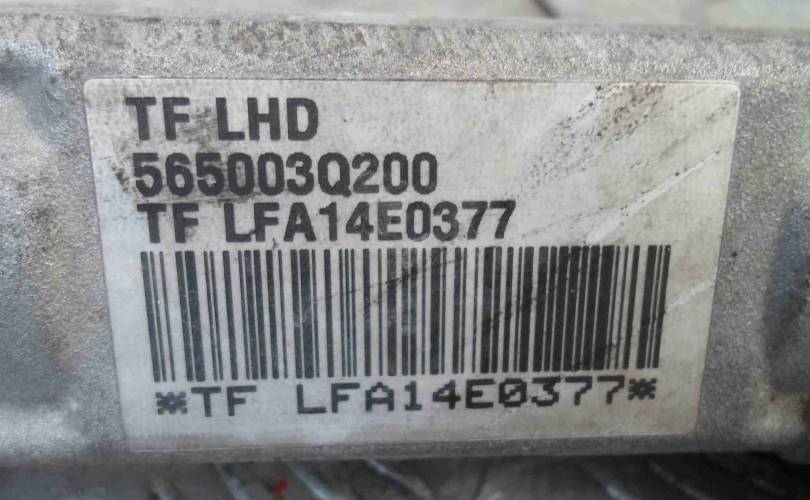 TF LHD
565003Q200
TF LFA14E0377
*TF LFA14E0377*